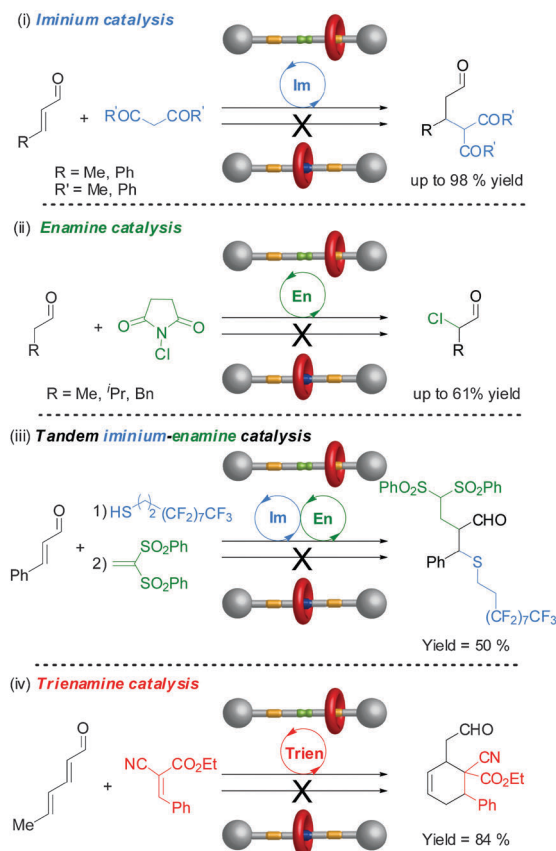 (i) Iminium catalysis
O
R
+
R'OC COR'
Im
X
O
R
COR'
COR'
R = Me, Ph
R' = Me, Ph
up to 98 % yield
(ii) Enamine catalysis
O
R
+
O N O
Cl
En
X
O
Cl
R
R = Me, iPr, Bn
up to 61% yield
(iii) Tandem iminium-enamine catalysis
O
Ph
+
1) HS ( )2 (CF2)7CF3
2) SO2Ph
SO2Ph
Im En
X
PhO2S SO2Ph
CHO
Ph S
(CF2)7CF3
Yield = 50 %
(iv) Trienamine catalysis
O
Me
+
NC CO2Et
Ph
Trien
X
CHO
CN
CO2Et
Ph
Yield = 84 %